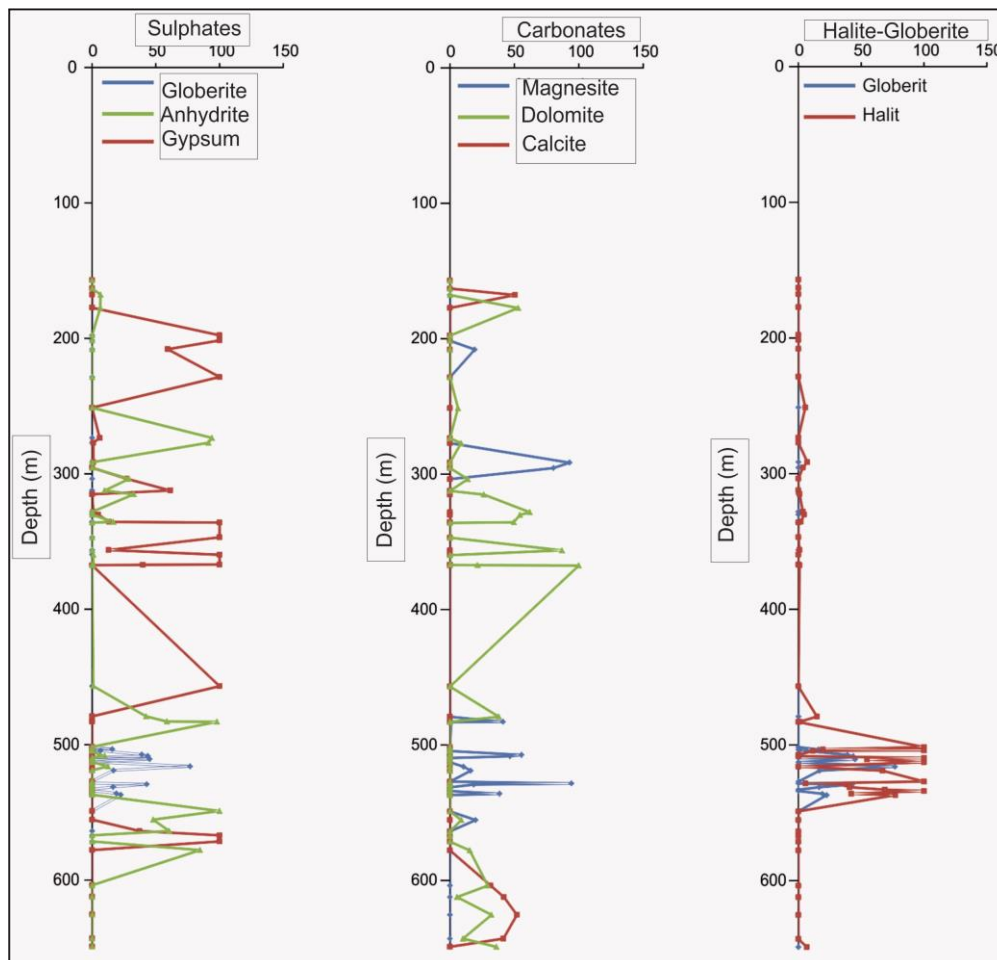 Sulphates
0 50 100 150
0
Globerite
Anhydrite
Gypsum
100
200
300
400
500
600
Depth (m)
Carbonates
0 50 100 150
0
Magnesite
Dolomite
Calcite
100
200
300
400
500
600
Depth (m)
Halite-Globerite
0 50 100 150
0
Globerit
Halit
100
200
300
400
500
600
Depth (m)